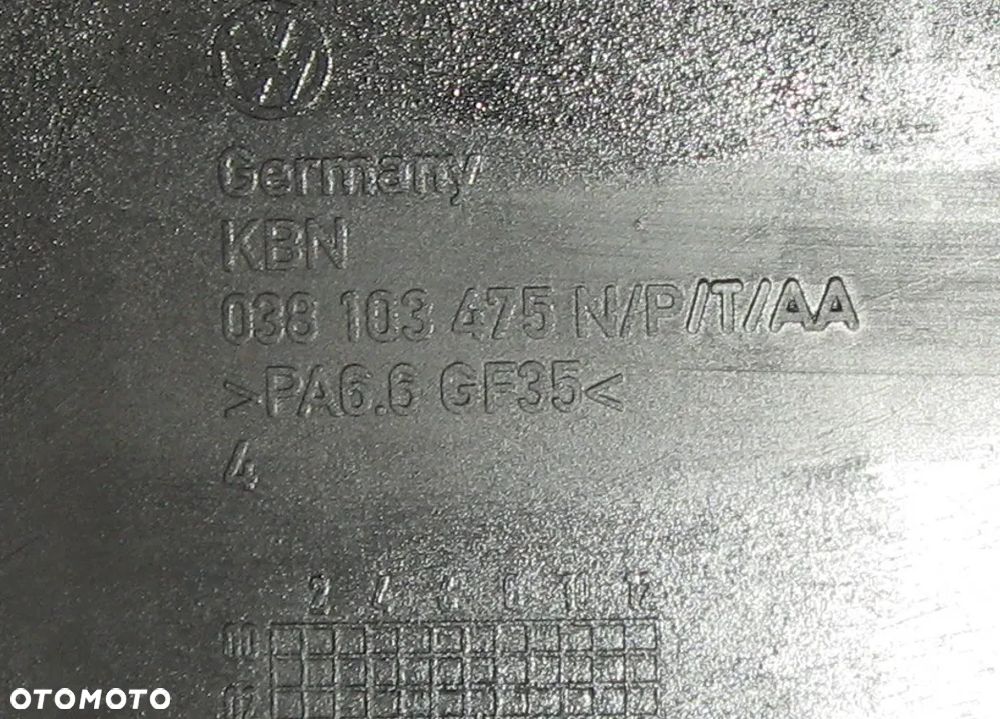 Germany
KBN
038 103 475 N/P/T/AA
>PA6.6 GF35<
4
2 4 6 8 10 12
OTOMOTO